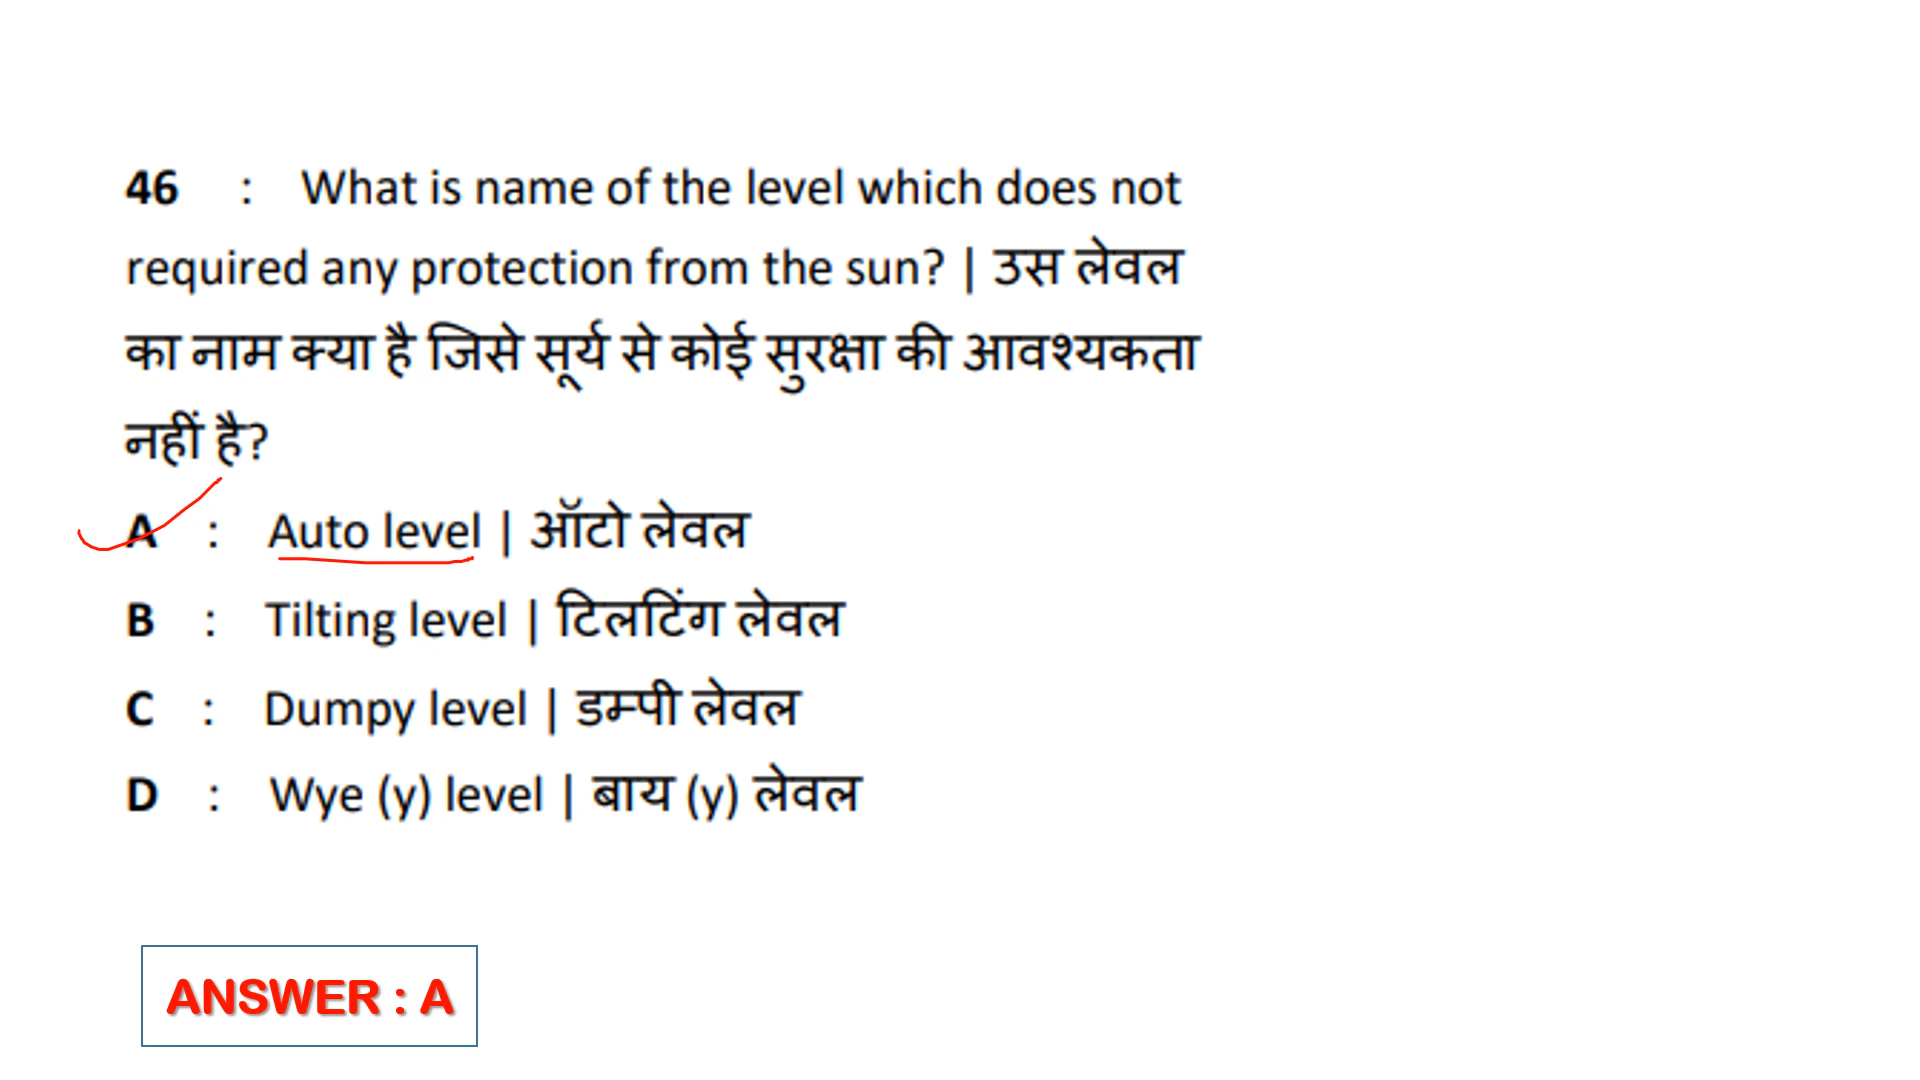 46 : What is name of the level which does not
required any protection from the sun? | उस लेवल
का नाम क्या है जिसे सूर्य से कोई सुरक्षा की आवश्यकता
नहीं है?
A : Auto level | ऑटो लेवल
B : Tilting level | टिलटिंग लेवल
C : Dumpy level | डम्पी लेवल
D : Wye (y) level | बाय (y) लेवल
ANSWER : A